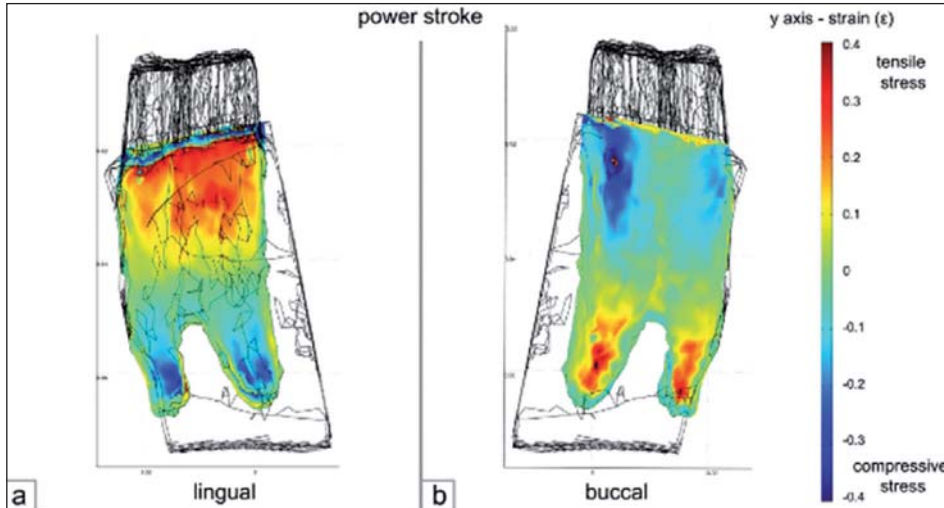 power stroke
y axis - strain (ε)
tensile
stress
0.4
0.3
0.2
0.1
0
-0.1
-0.2
-0.3
-0.4
compressive
stress
a
lingual
b
buccal